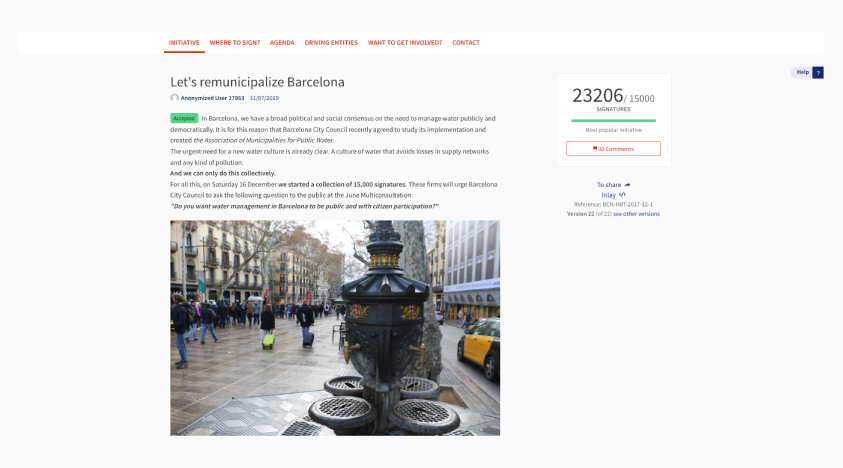 INITIATIVE WHERE TO SIGN? AGENDA DRIVING ENTITIES WANT TO GET INVOLVED? CONTACT
Help ?
Let's remunicipalize Barcelona
Anonymized User 27953 21/07/2019
Accepted In Barcelona, we have a broad political and social consensus on the need to manage water publicly and
democratically. It is for this reason that Barcelona City Council recently agreed to study its implementation and
created the Association of Municipalities for Public Water.
The urgent need for a new water culture is already clear. A culture of water that avoids losses in supply networks
and any kind of pollution.
And we can only do this collectively.
For all this, on Saturday 16 December we started a collection of 15,000 signatures. These firms will urge Barcelona
City Council to ask the following question to the public at the June Multiconsultation:
"Do you want water management in Barcelona to be public and with citizen participation?"
23206/ 15000
SIGNATURES
Most popular initiative
30 Comments
To share
Inlay
Reference: BCN-INIT-2017-12-1
Version 22 (of 22) see other versions